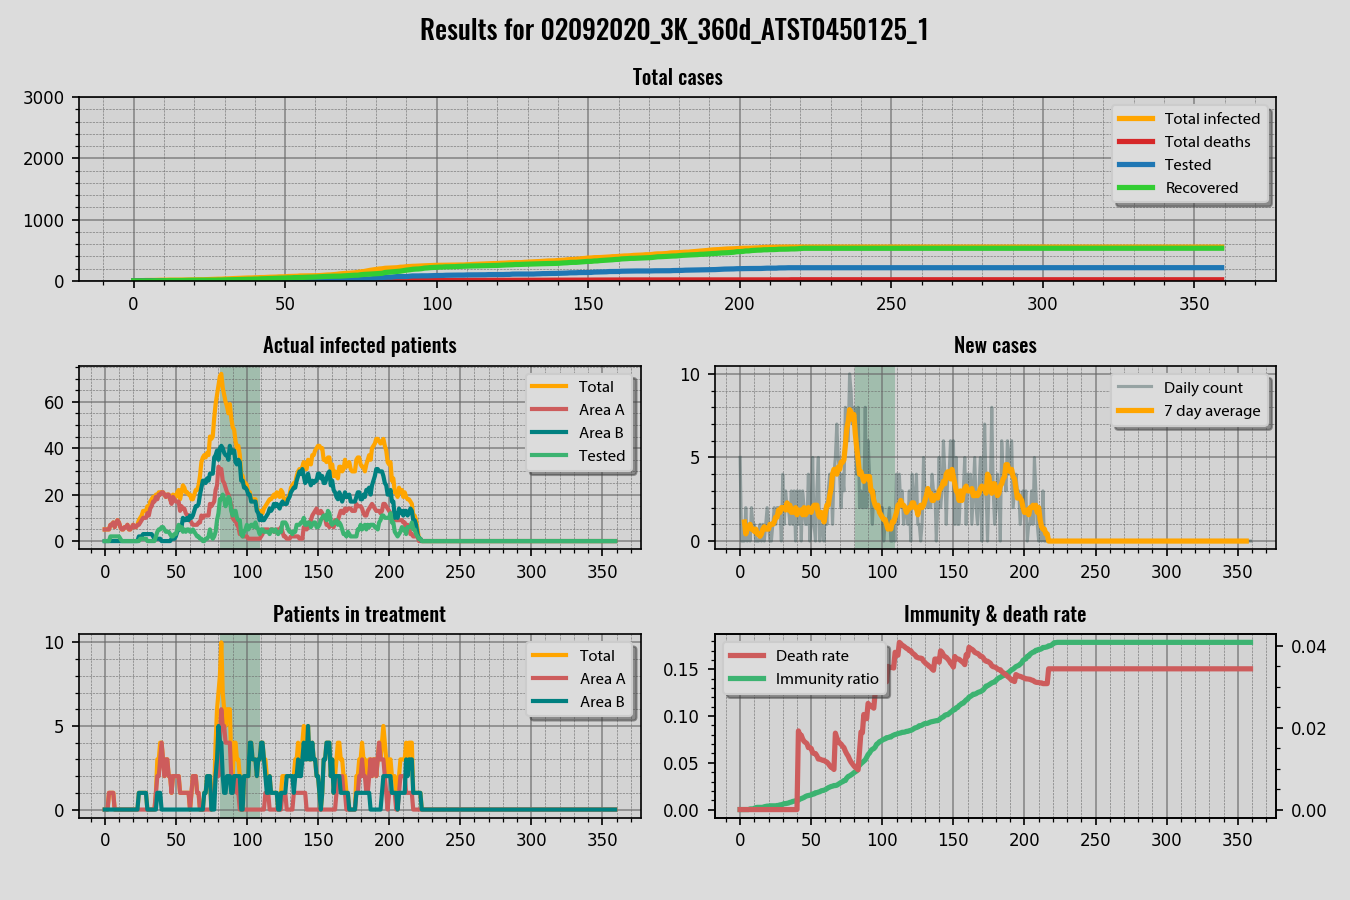 Results for 02092020_3K_360d_ATST0450125_1
Total cases
3000
2000
1000
0
Total infected
Total deaths
Tested
Recovered
0 50 100 150 200 250 300 350
Actual infected patients
60
40
20
0
Total
Area A
Area B
Tested
0 50 100 150 200 250 300 350
New cases
10
5
0
Daily count
7 day average
0 50 100 150 200 250 300 350
Patients in treatment
10
5
0
Total
Area A
Area B
0 50 100 150 200 250 300 350
Immunity & death rate
0.15
0.10
0.05
0.00
Death rate
Immunity ratio
0.04
0.02
0.00
0 50 100 150 200 250 300 350